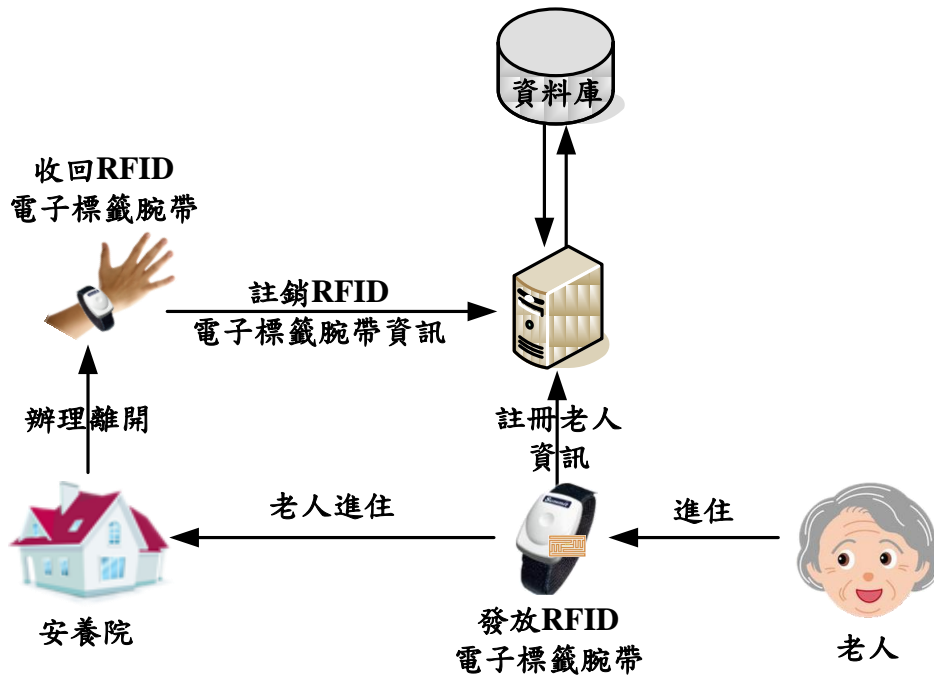 資料庫
收回RFID
電子標籤腕帶
註銷RFID
電子標籤腕帶資訊
辦理離開
註冊老人
資訊
老人進住
進住
安養院
發放RFID
電子標籤腕帶
老人